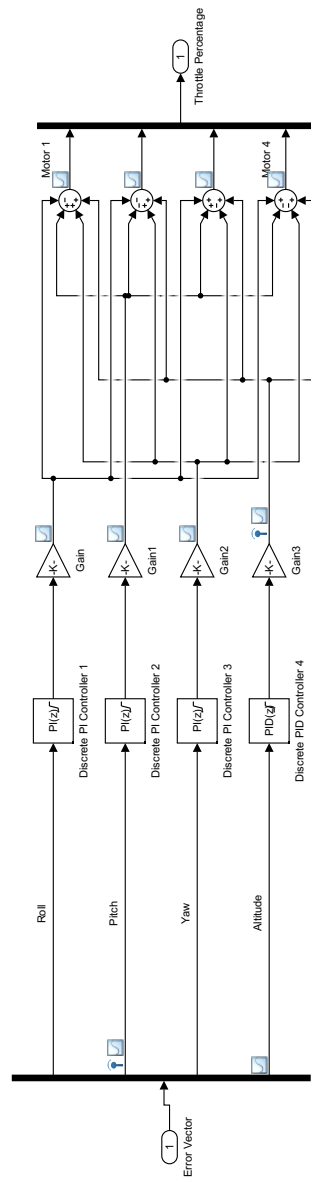 1
Error Vector
Roll
Pitch
Yaw
Altitude
PI(z)
Discrete PI Controller 1
PI(z)
Discrete PI Controller 2
PI(z)
Discrete PI Controller 3
PID(z)
Discrete PID Controller 4
-K-
Gain
-K-
Gain1
-K-
Gain2
-K-
Gain3
Motor 1
Motor 4
1
Throttle Percentage